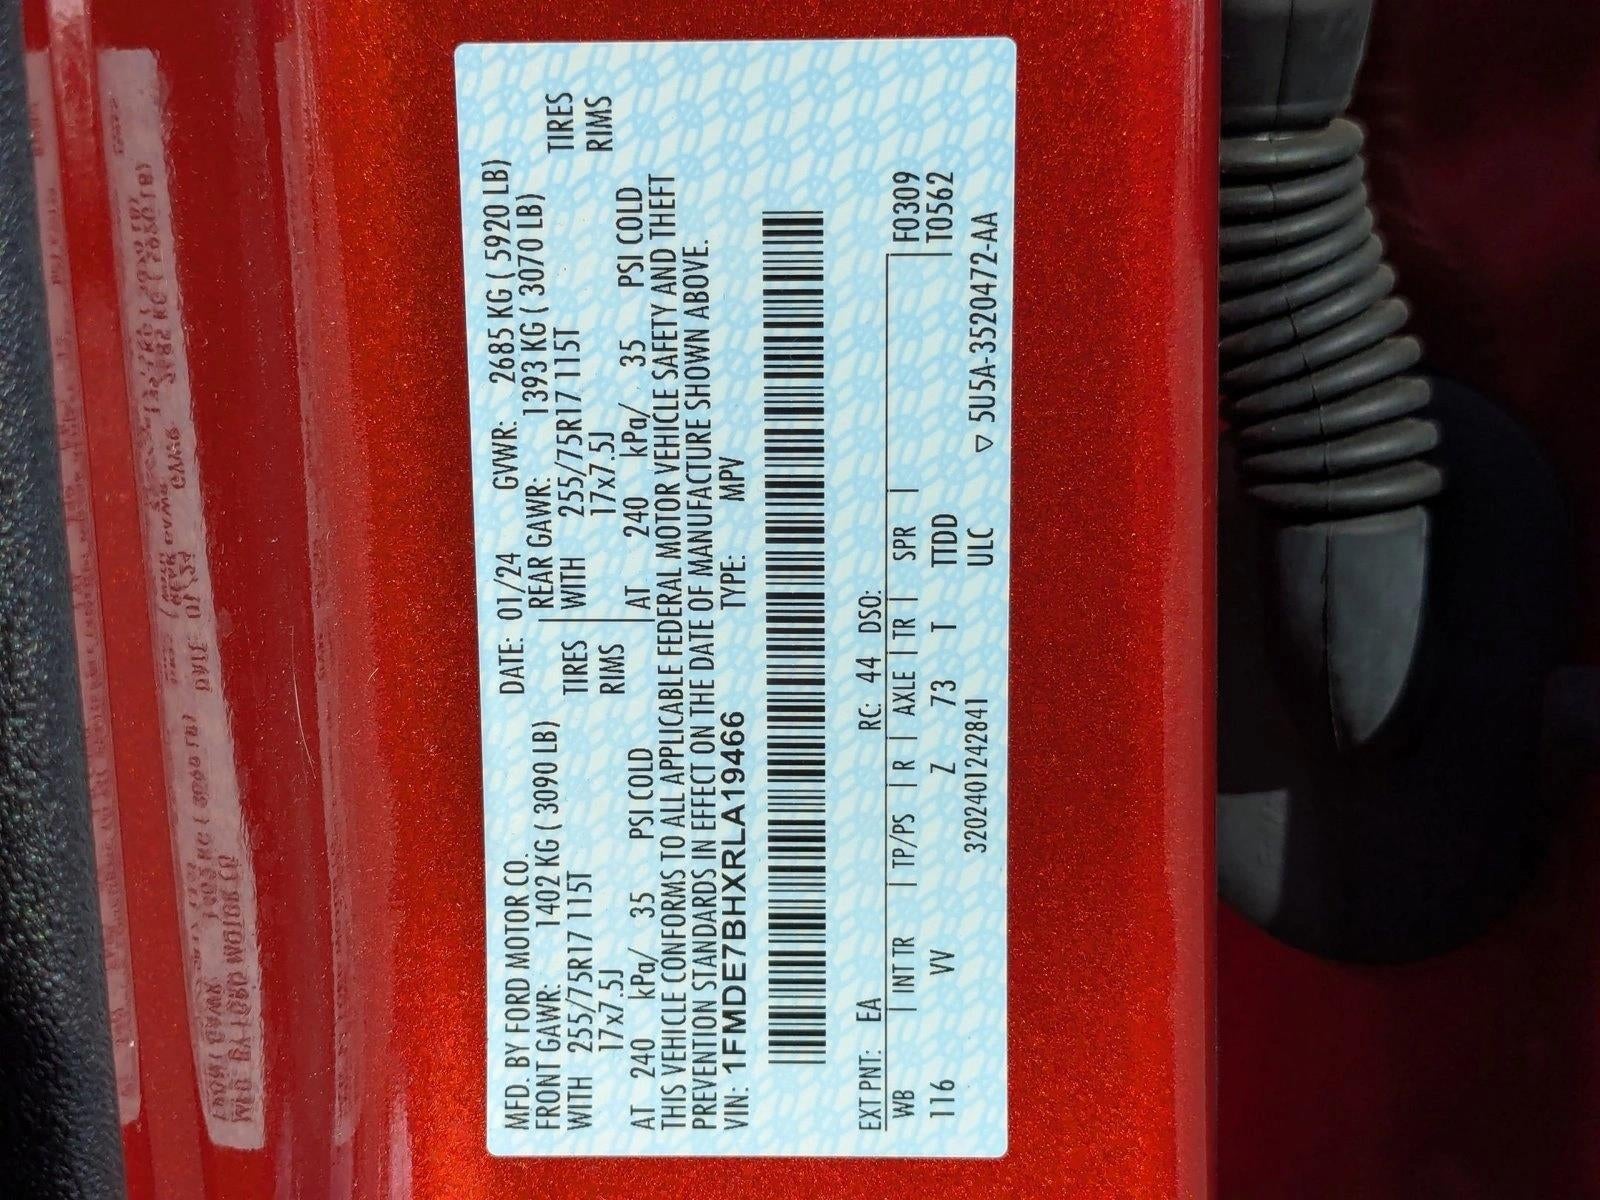 MFD. BY FORD MOTOR CO. DATE: 01/24 GVWR: 2685 KG ( 5920 LB)
FRONT GAWR: 1402 KG ( 3090 LB) REAR GAWR: 1393 KG ( 3070 LB)
WITH 255/75R17 115T TIRES WITH 255/75R17 115T TIRES
17x7.5J RIMS 17x7.5J RIMS
AT 240 kPa/ 35 PSI COLD AT 240 kPa/ 35 PSI COLD
THIS VEHICLE CONFORMS TO ALL APPLICABLE FEDERAL MOTOR VEHICLE SAFETY AND THEFT
PREVENTION STANDARDS IN EFFECT ON THE DATE OF MANUFACTURE SHOWN ABOVE.
VIN: 1FMDE7BHXRLA19466 TYPE: MPV
EXT PNT: EA RC: 44 DSO:
WB | INT TR | TP/PS | R | AXLE | TR | SPR | F0309
116 W Z 73 T TTDD T0562
320240124284​1 ULC ▽ 5U5A-3520472-AA